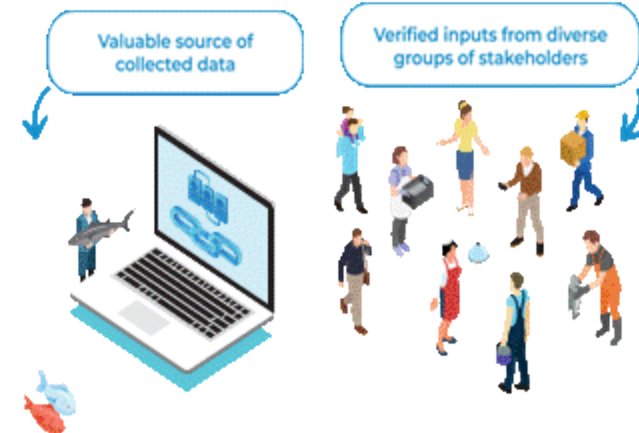 Valuable source of
collected data
Verified inputs from diverse
groups of stakeholders